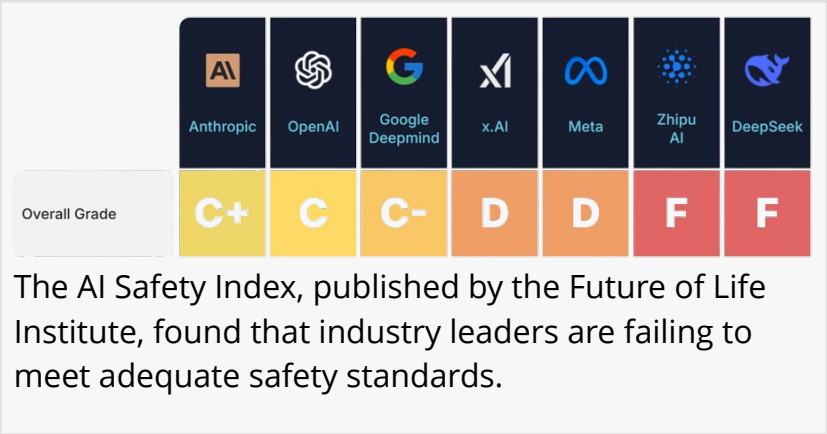 Anthropic
OpenAI
Google
Deepmind
x.AI
Meta
Zhipu
AI
DeepSeek
Overall Grade
C+
C
C-
D
D
F
F
The AI Safety Index, published by the Future of Life
Institute, found that industry leaders are failing to
meet adequate safety standards.